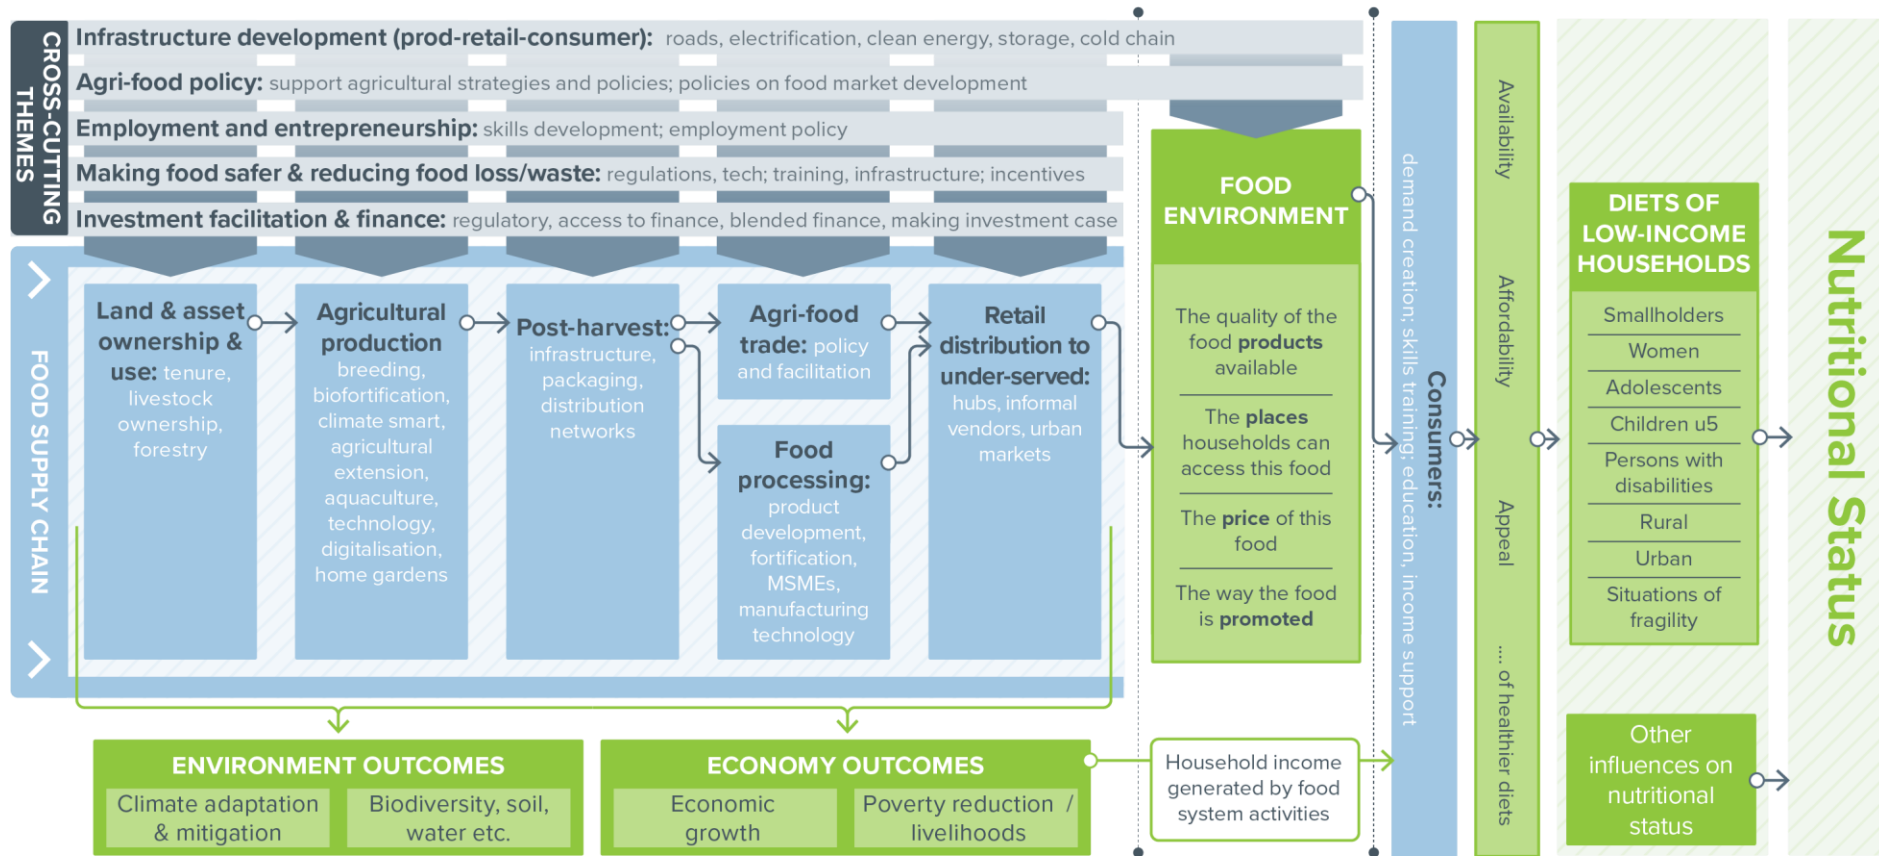 CROSS-CUTTING
THEMES
Infrastructure development (prod-retail-consumer): roads, electrification, clean energy, storage, cold chain
Agri-food policy: support agricultural strategies and policies; policies on food market development
Employment and entrepreneurship: skills development; employment policy
Making food safer & reducing food loss/waste: regulations, tech; training, infrastructure; incentives
Investment facilitation & finance: regulatory, access to finance, blended finance, making investment case
FOOD SUPPLY CHAIN
Land & asset
ownership &
use: tenure,
livestock
ownership,
forestry
Agricultural
production
breeding,
biofortification,
climate smart,
agricultural
extension,
aquaculture,
technology,
digitalisation,
home gardens
Post-harvest:
infrastructure,
packaging,
distribution
networks
Agri-food
trade: policy
and facilitation
Food
processing:
product
development,
fortification,
MSMEs,
manufacturing
technology
Retail
distribution to
under-served:
hubs, informal
vendors, urban
markets
FOOD
ENVIRONMENT
The quality of the
food products
available
The places
households can
access this food
The price of this
food
The way the food
is promoted
Consumers:
demand creation; skills training; education, income support
Availability
Affordability
Appeal
.... of healthier diets
DIETS OF
LOW-INCOME
HOUSEHOLDS
Smallholders
Women
Adolescents
Children u5
Persons with
disabilities
Rural
Urban
Situations of
fragility
Other
influences on
nutritional
status
Nutritional Status
ENVIRONMENT OUTCOMES
Climate adaptation
& mitigation
Biodiversity, soil,
water etc.
ECONOMY OUTCOMES
Economic
growth
Poverty reduction /
livelihoods
Household income
generated by food
system activities